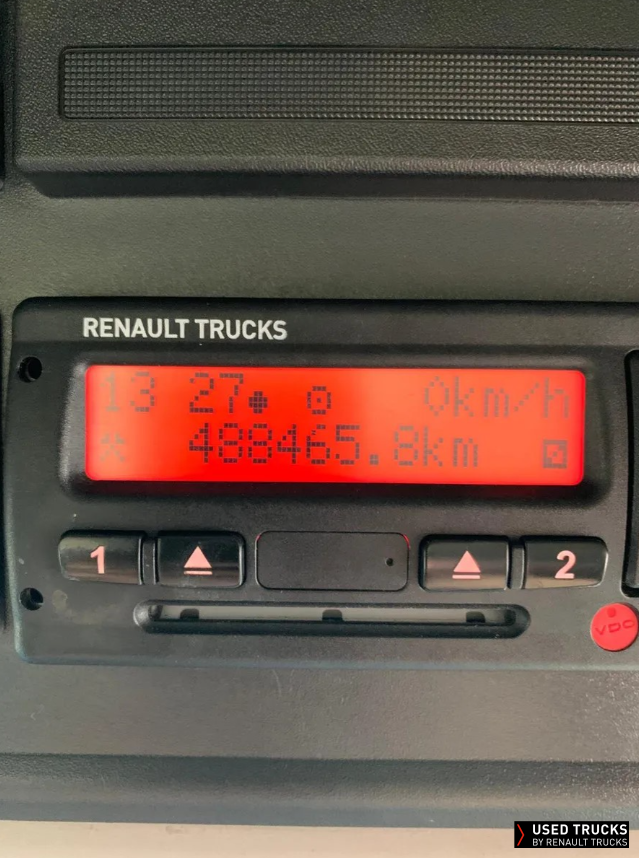 RENAULT TRUCKS
13 27 0km/h
488465.8km
1 2
VDO
USED TRUCKS
BY RENAULT TRUCKS